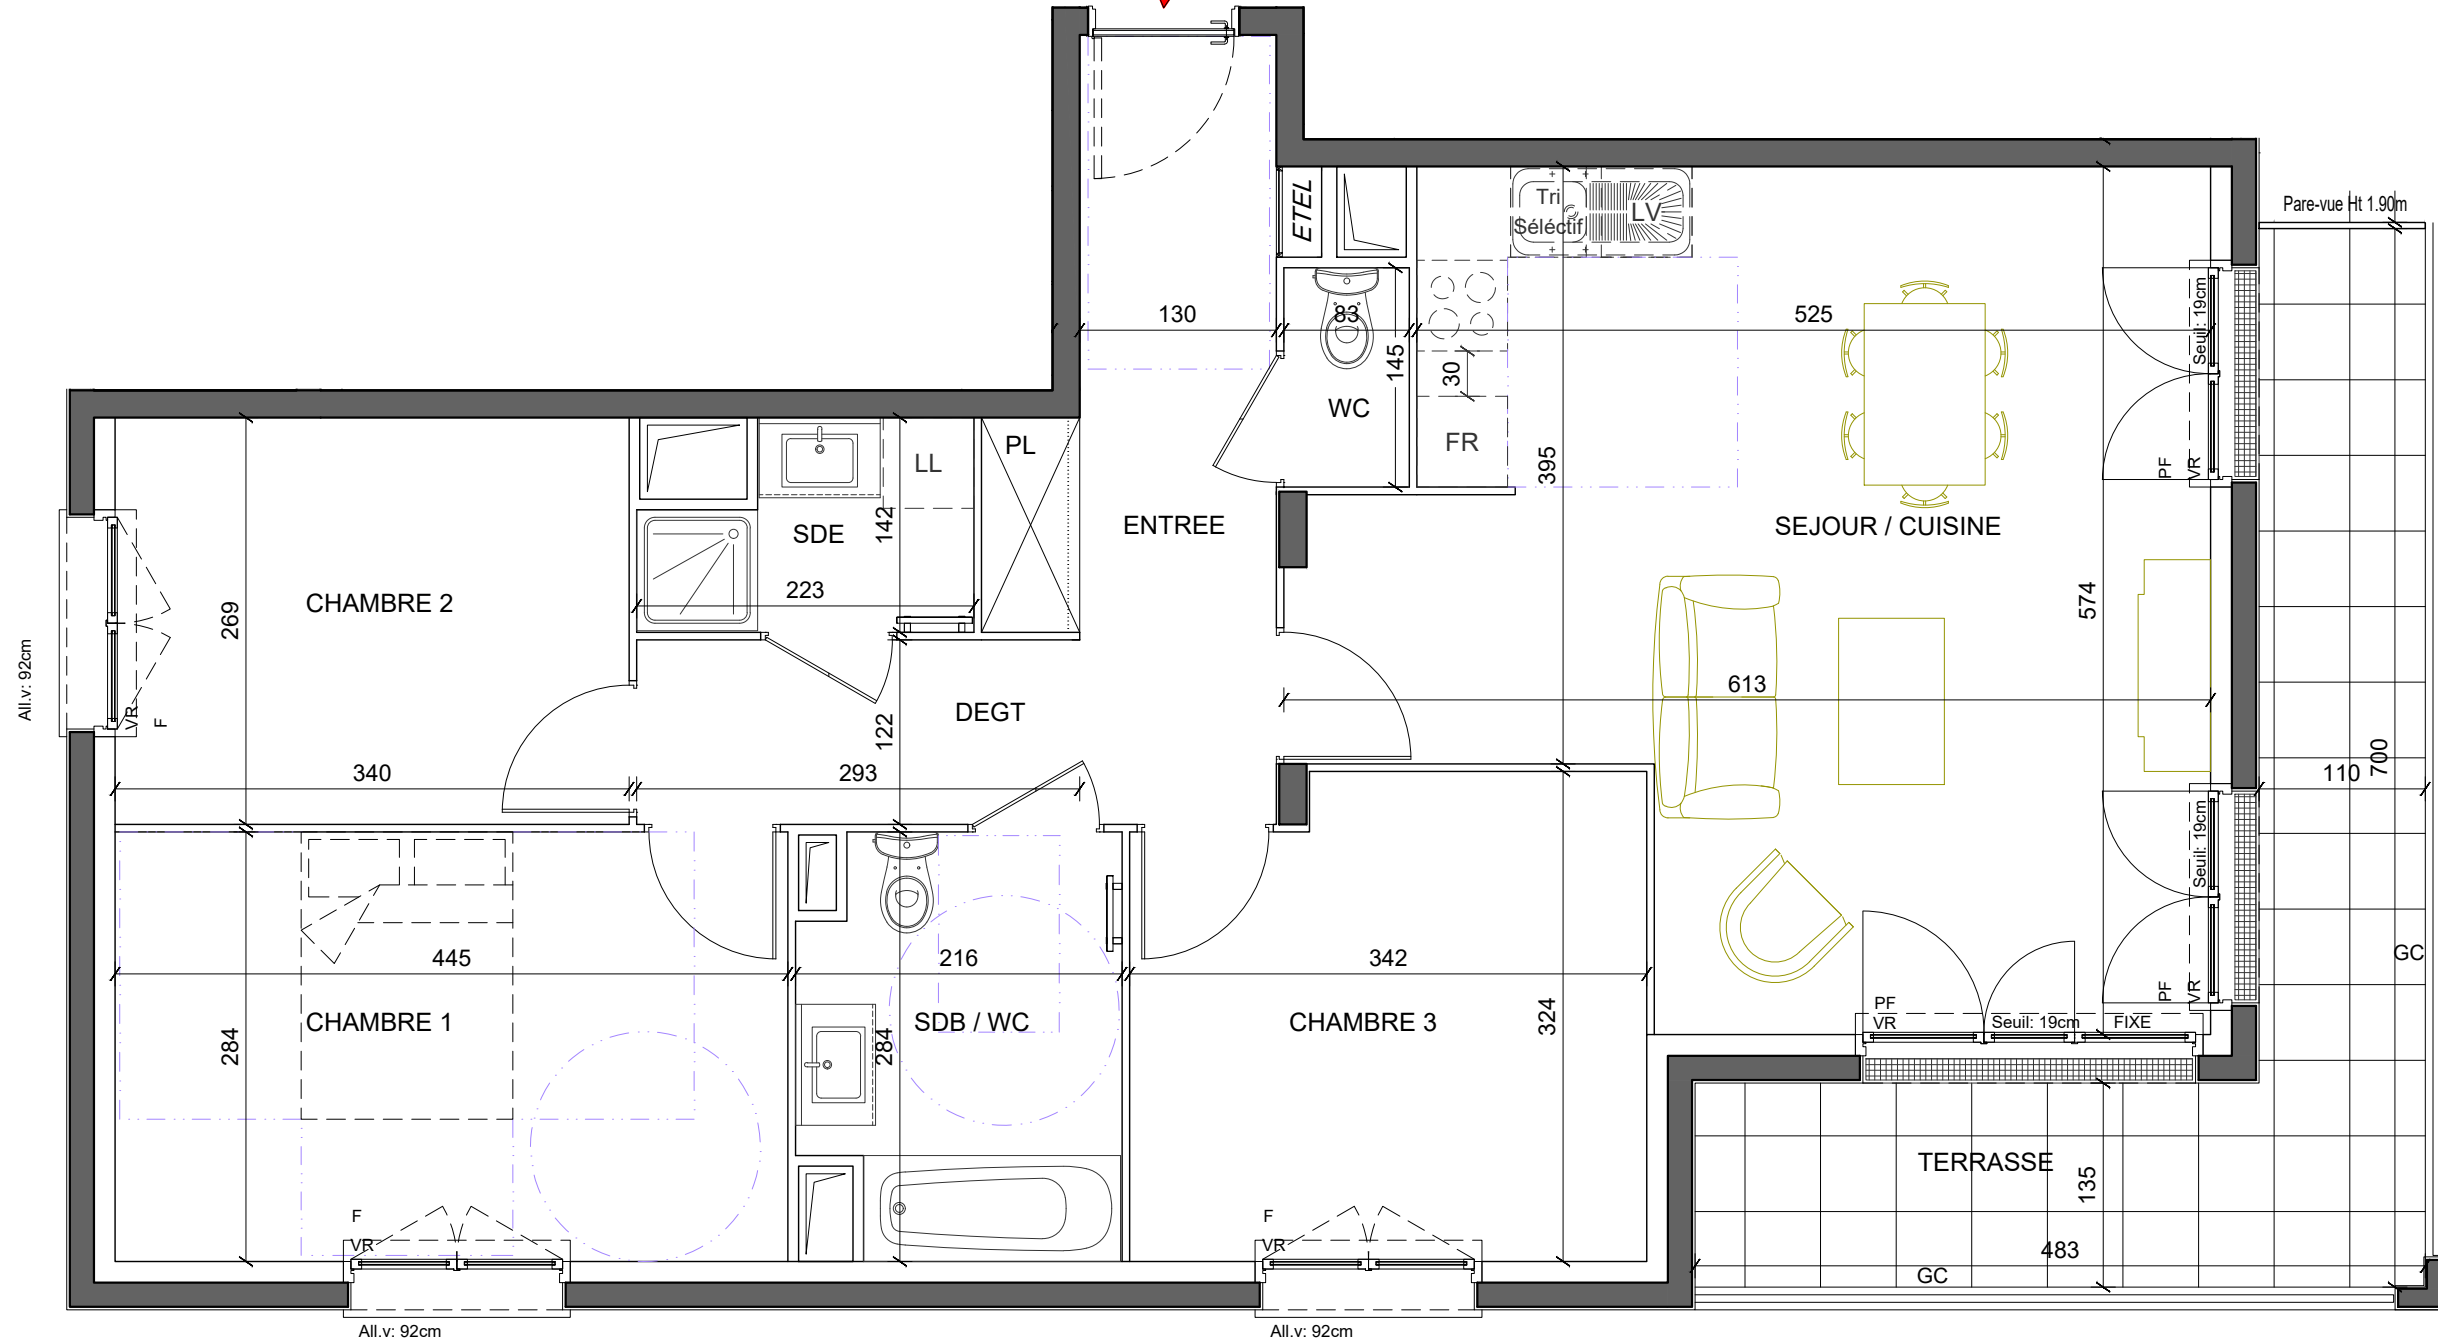 Pare-vue Ht 1.90m
ETEL
Tri
Séléctif
LV
130
83
525
Seuil: 19cm
145
30
WC
FR
PL
LL
395
PF
VR
142
SDE
ENTREE
SEJOUR / CUISINE
223
CHAMBRE 2
269
574
All.v: 92cm
VR
F
122
DEGT
613
340
293
700
110
Seuil: 19cm
445
216
342
GC
PF
VR
PF
VR
Seuil: 19cm
FIXE
CHAMBRE 1
284
284
SDB / WC
CHAMBRE 3
324
TERRASSE
135
F
VR
F
VR
483
GC
All.v: 92cm
All.v: 92cm